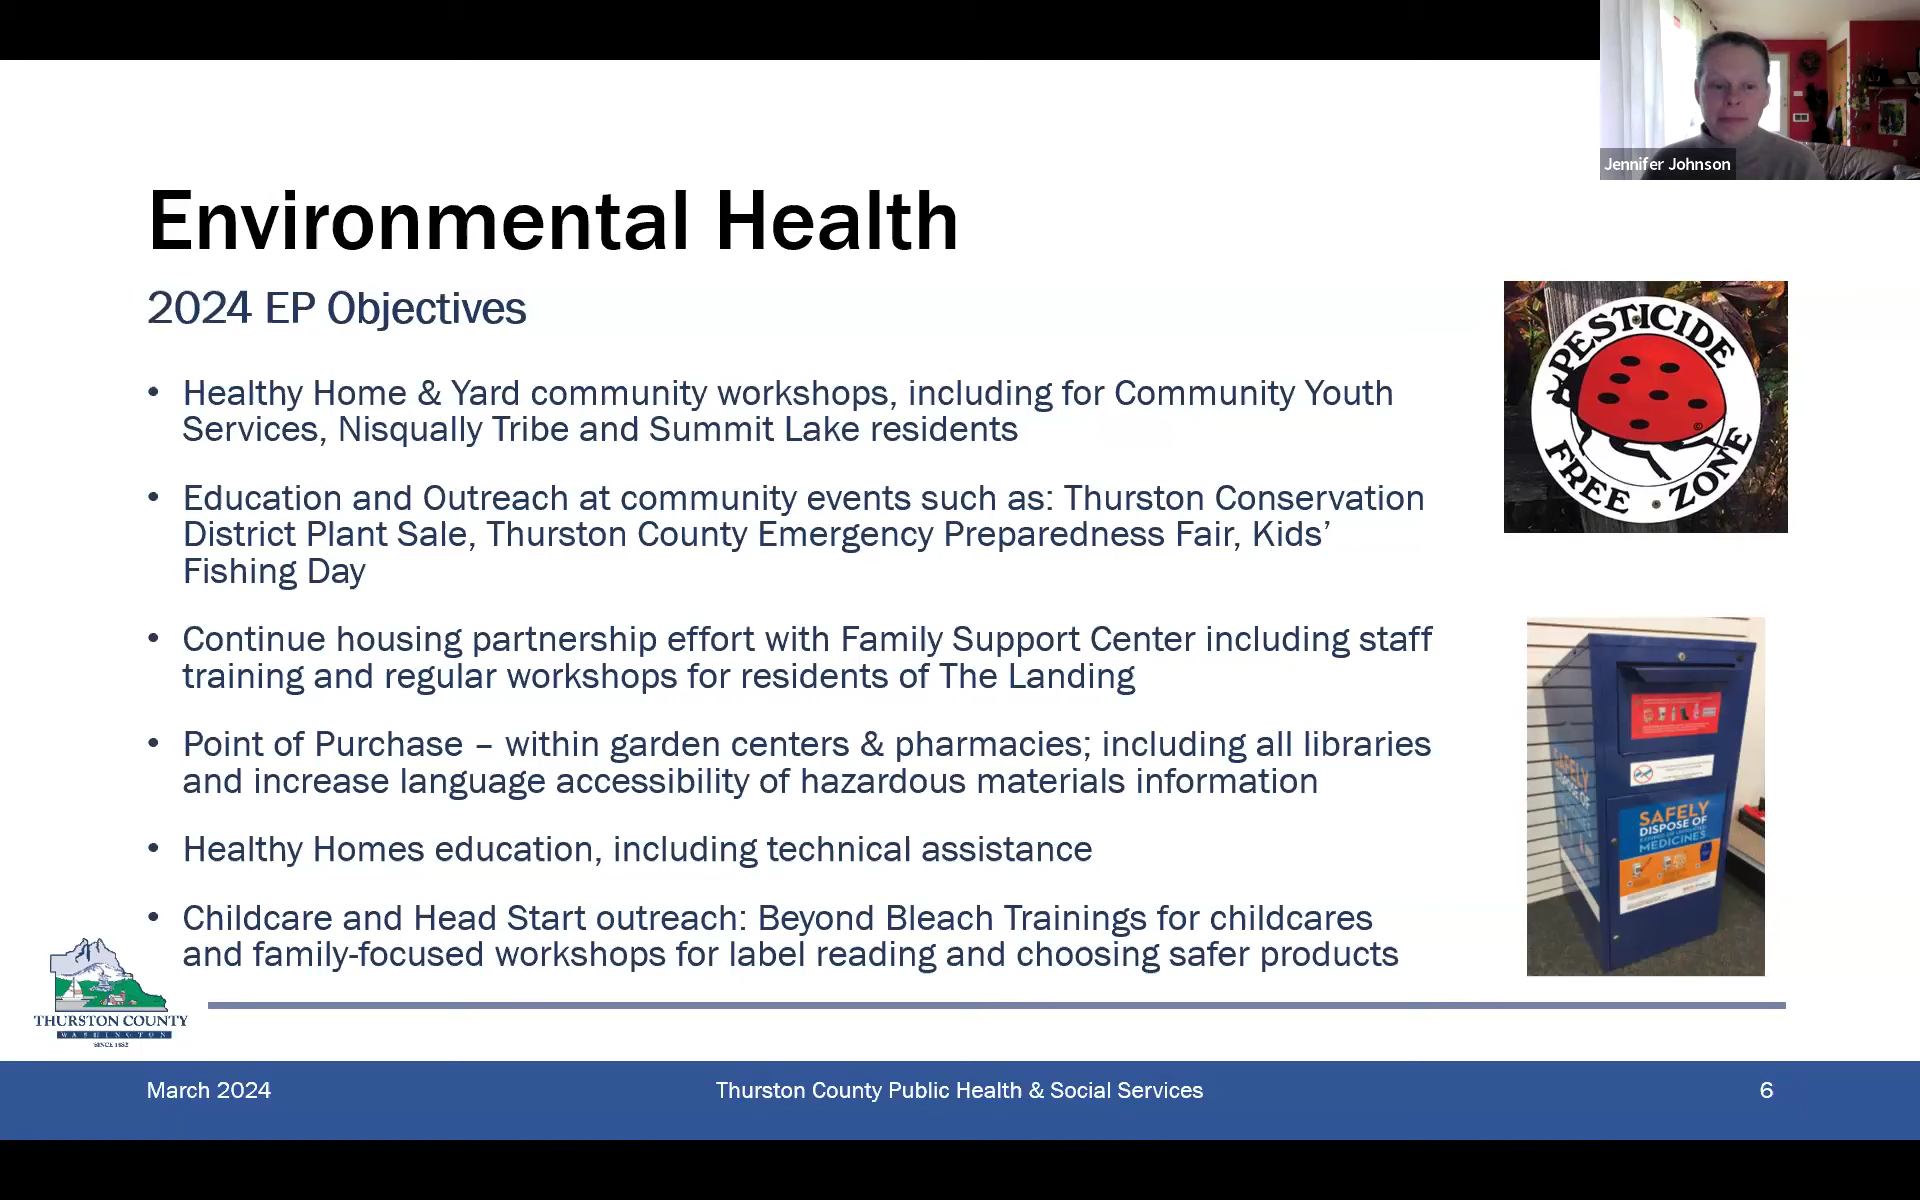 Jennifer Johnson
Environmental Health
2024 EP Objectives
• Healthy Home & Yard community workshops, including for Community Youth
Services, Nisqually Tribe and Summit Lake residents
• Education and Outreach at community events such as: Thurston Conservation
District Plant Sale, Thurston County Emergency Preparedness Fair, Kids’
Fishing Day
• Continue housing partnership effort with Family Support Center including staff
training and regular workshops for residents of The Landing
• Point of Purchase – within garden centers & pharmacies; including all libraries
and increase language accessibility of hazardous materials information
• Healthy Homes education, including technical assistance
• Childcare and Head Start outreach: Beyond Bleach Trainings for childcares
and family-focused workshops for label reading and choosing safer products
PESTICIDE
FREE • ZONE
©
SAFELY
DISPOSE OF
SAFELY
DISPOSE OF
MEDICINES
THURSTON COUNTY
WASHINGTON
SINCE 1852
March 2024
Thurston County Public Health & Social Services
6